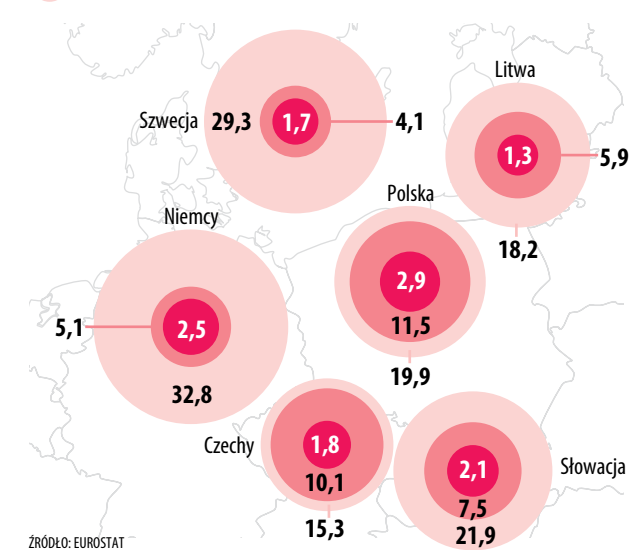 Litwa
Szwecja 29,3 1,7 4,1
1,3 5,9
Polska
Niemcy
18,2
2,9
5,1 2,5 11,5
19,9
32,8
Czechy 1,8
2,1 Słowacja
10,1
7,5
15,3 21,9
ŹRÓDŁO: EUROSTAT